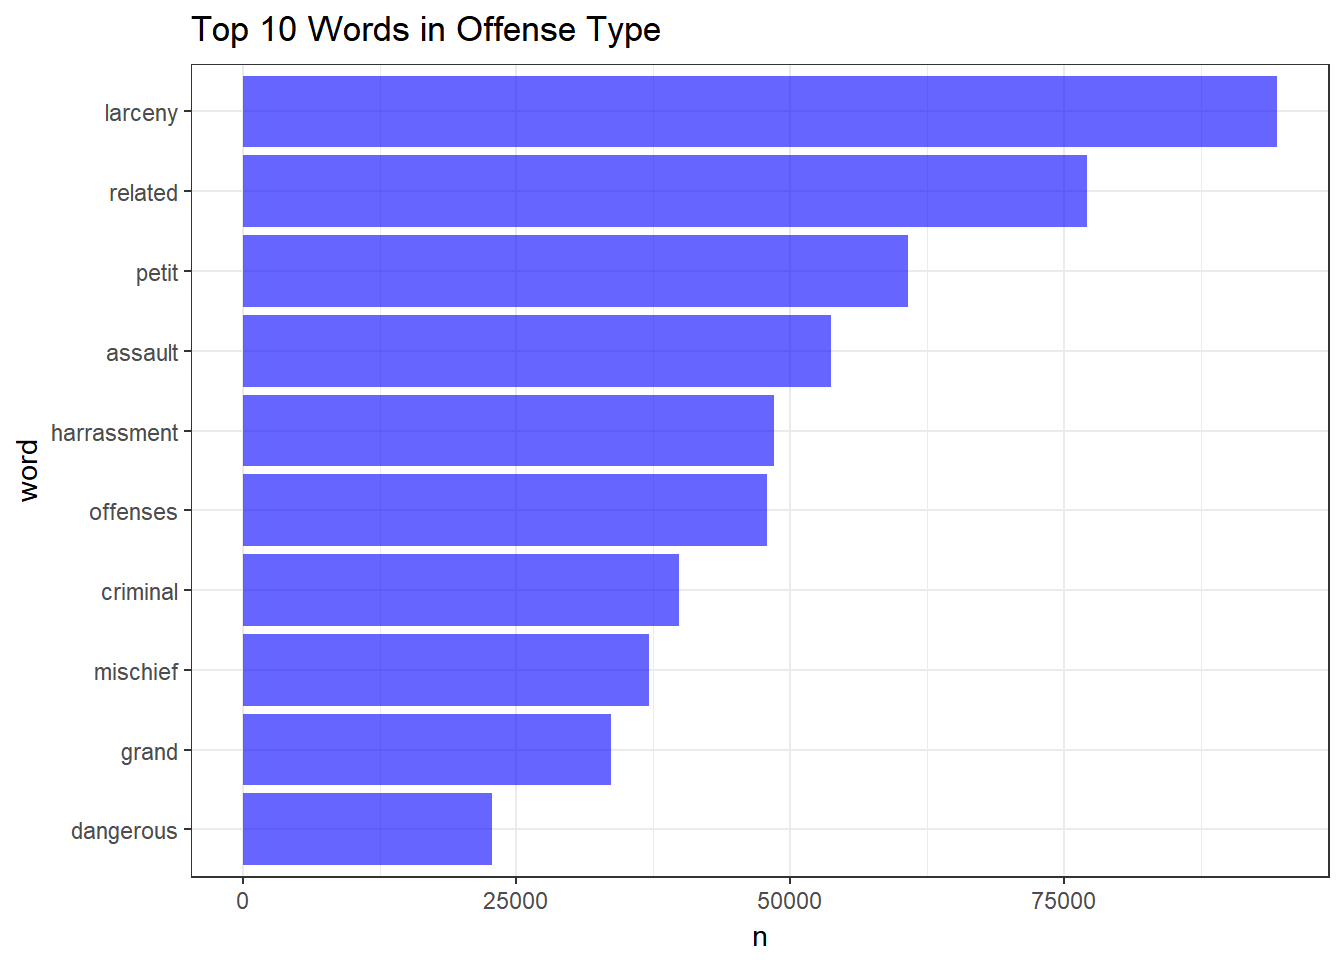 Top 10 Words in Offense Type
word
larceny
related
petit
assault
harrassment
offenses
criminal
mischief
grand
dangerous
0 25000 50000 75000
n